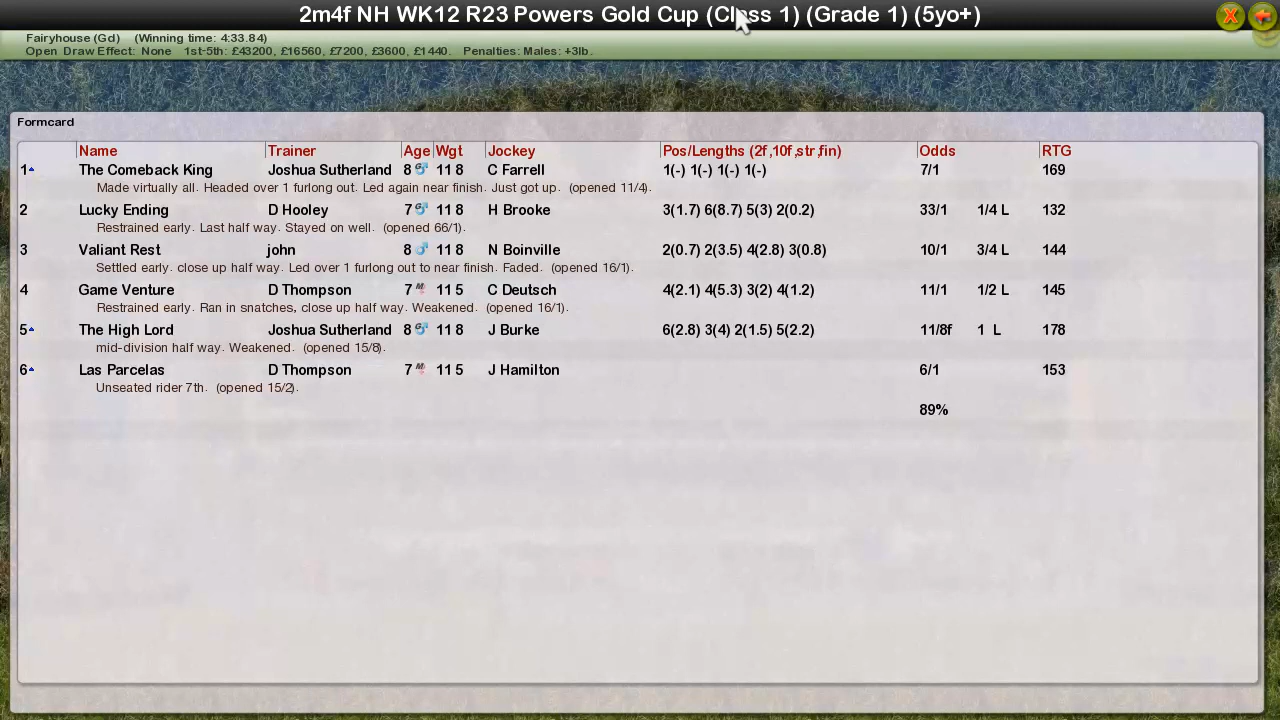 2m4f NH WK12 R23 Powers Gold Cup (Class 1) (Grade 1) (5yo+)
X
Fairyhouse (Gd) (Winning time: 4:33.84)
Open Draw Effect: None 1st-5th: £43200, £16560, £7200, £3600, £1440. Penalties: Males: +3lb.
Formcard
Name Trainer Age Wgt Jockey Pos/Lengths (2f,10f,str,fin) Odds RTG
1 The Comeback King Joshua Sutherland 8 11 8 C Farrell 1(-) 1(-) 1(-) 1(-) 7/1 169
Made virtually all. Headed over 1 furlong out. Led again near finish. Just got up. (opened 11/4).
2 Lucky Ending D Hooley 7 11 8 H Brooke 3(1.7) 6(8.7) 5(3) 2(0.2) 33/1 1/4 L 132
Restrained early. Last half way. Stayed on well. (opened 66/1).
3 Valiant Rest john 8 11 8 N Boinville 2(0.7) 2(3.5) 4(2.8) 3(0.8) 10/1 3/4 L 144
Settled early. close up half way. Led over 1 furlong out to near finish. Faded. (opened 16/1).
4 Game Venture D Thompson 7 11 5 C Deutsch 4(2.1) 4(5.3) 3(2) 4(1.2) 11/1 1/2 L 145
Restrained early. Ran in snatches, close up half way. Weakened. (opened 16/1).
5 The High Lord Joshua Sutherland 8 11 8 J Burke 6(2.8) 3(4) 2(1.5) 5(2.2) 11/8f 1 L 178
mid-division half way. Weakened. (opened 15/8).
6 Las Parcelas D Thompson 7 11 5 J Hamilton 6/1 153
Unseated rider 7th. (opened 15/2).
89%